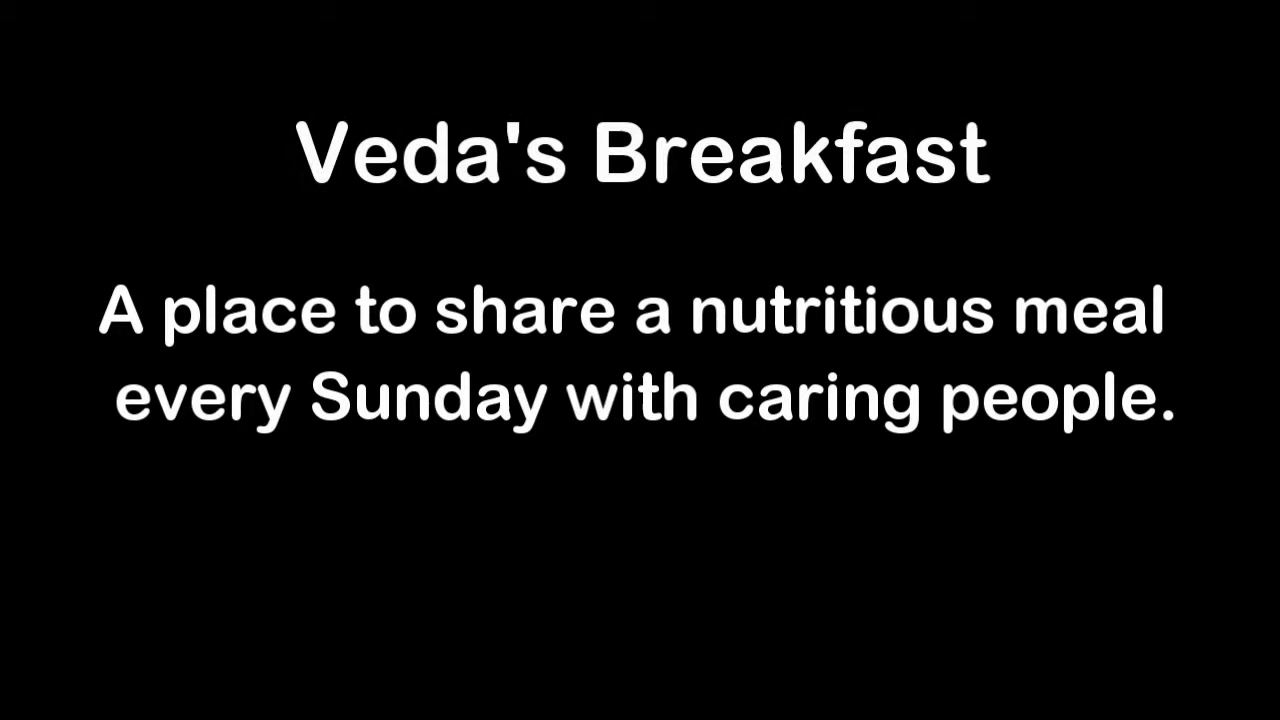 Veda's Breakfast
A place to share a nutritious meal
every Sunday with caring people.